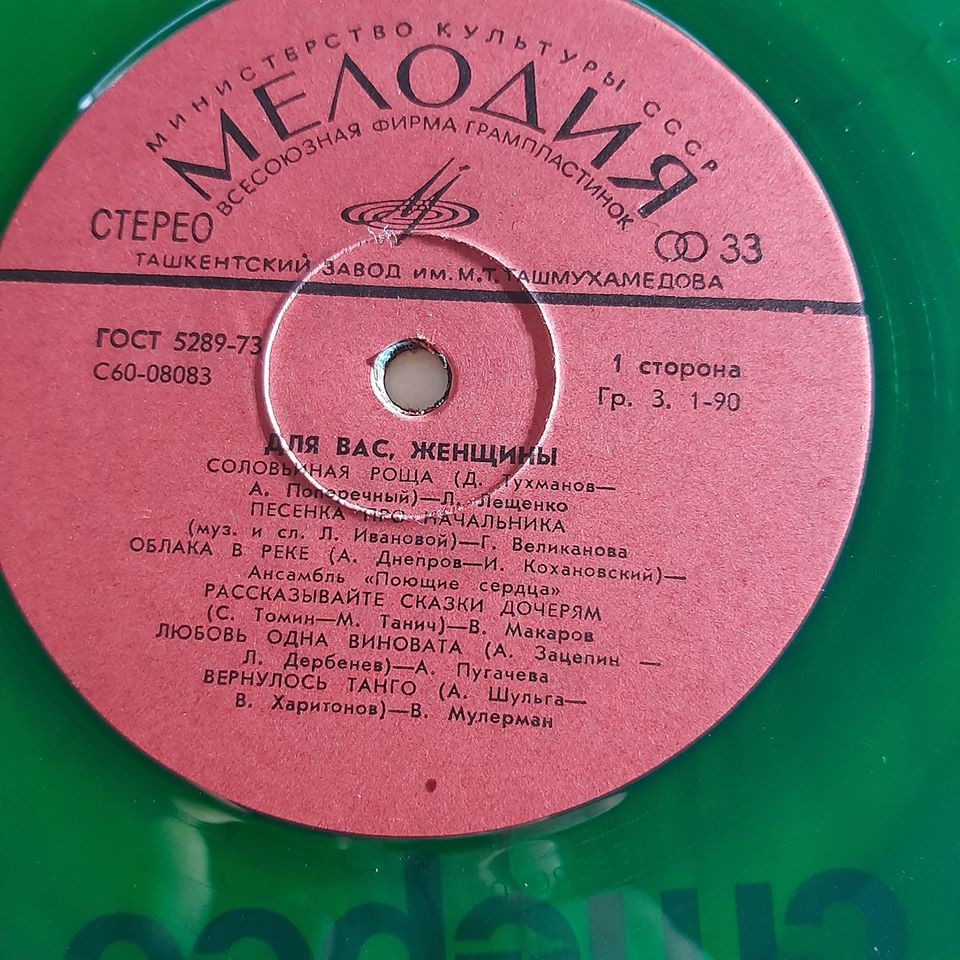 МИНИСТЕРСТВО КУЛЬТУРЫ СССР
МЕЛОДИЯ
ВСЕСОЮЗНАЯ ФИРМА ГРАМПЛАСТИНОК
СТЕРЕО
33
ТАШКЕНТСКИЙ ЗАВОД им. М.Т. ТАШМУХАМЕДОВА
ГОСТ 5289-73
С60-08083
1 сторона
Гр. 3. 1-90
ДЛЯ ВАС, ЖЕНЩИНЫ
СОЛОВЬИНАЯ РОЩА (Д. Тухманов—
А. Поперечный)—Л. Лещенко
ПЕСЕНКА ПРО НАЧАЛЬНИКА
(муз. и сл. Л. Ивановой)—Г. Великанова
ОБЛАКА В РЕКЕ (А. Днепров—И. Кохановский)—
Ансамбль «Поющие сердца»
РАССКАЗЫВАЙТЕ СКАЗКИ ДОЧЕРЯМ
(С. Томин—М. Танич)—В. Макаров
ЛЮБОВЬ ОДНА ВИНОВАТА (А. Зацепин —
Л. Дербенев)—А. Пугачева
ВЕРНУЛОСЬ ТАНГО (А. Шульга—
В. Харитонов)—В. Мулерман
стерео